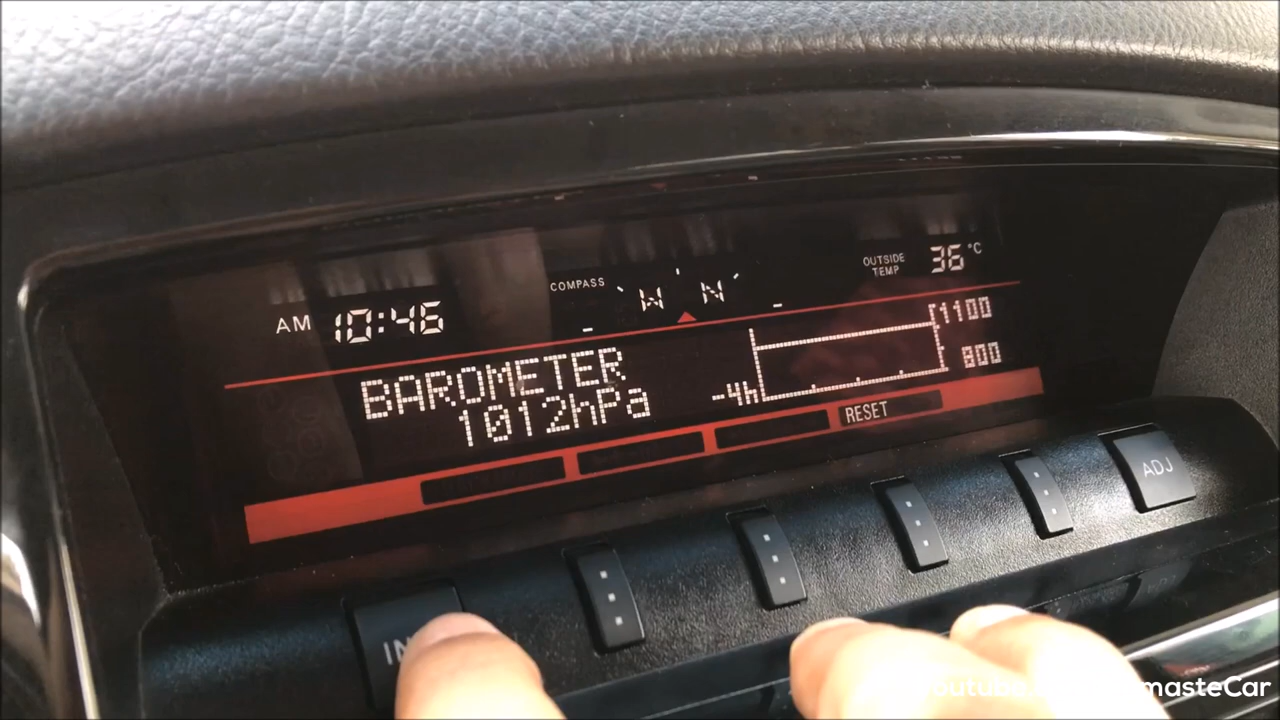 AM 10:46
COMPASS
W N
OUTSIDE
TEMP
36 °C
BAROMETER
1012hPa
1100
800
-4h
RESET
ADJ